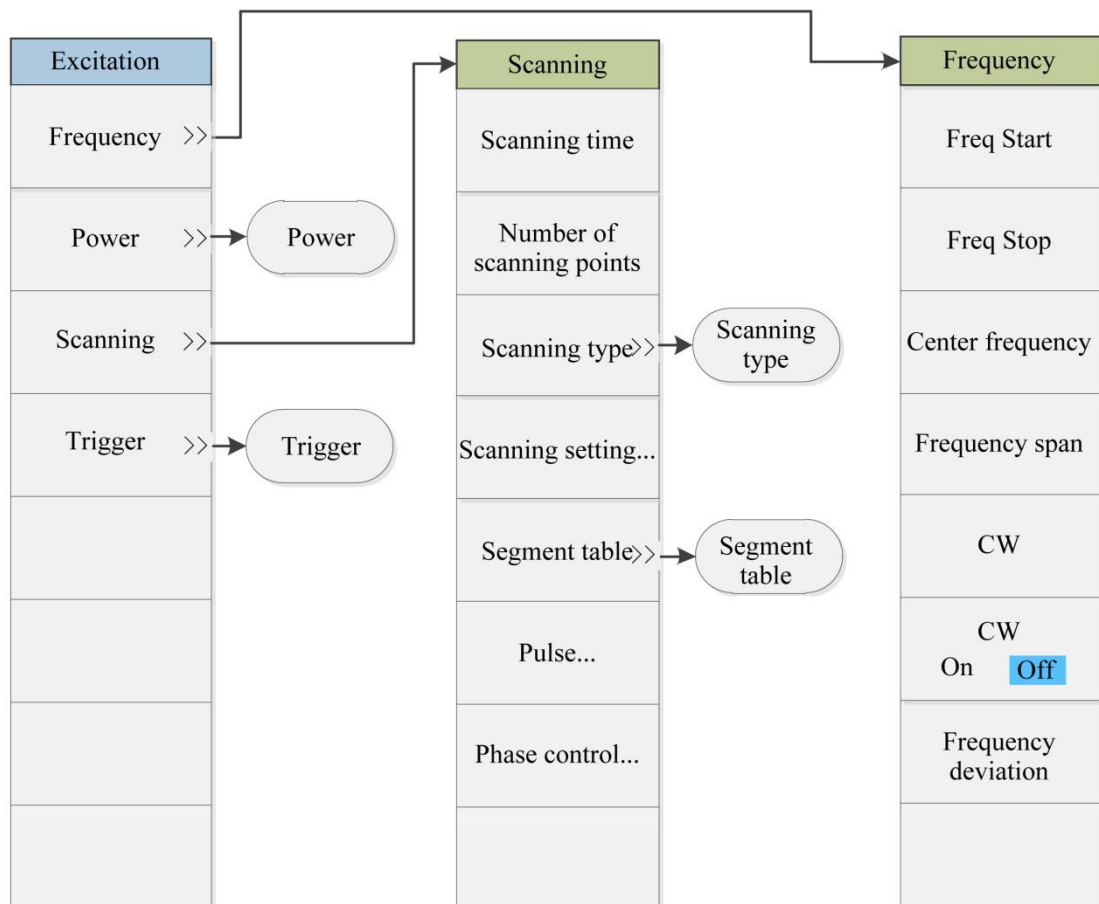 Excitation
Frequency >>
Power >>
Power
Scanning >>
Trigger >>
Trigger
Scanning
Scanning time
Number of
scanning points
Scanning type>>
Scanning
type
Scanning setting...
Segment table>>
Segment
table
Pulse...
Phase control...
Frequency
Freq Start
Freq Stop
Center frequency
Frequency span
CW
CW
On Off
Frequency
deviation